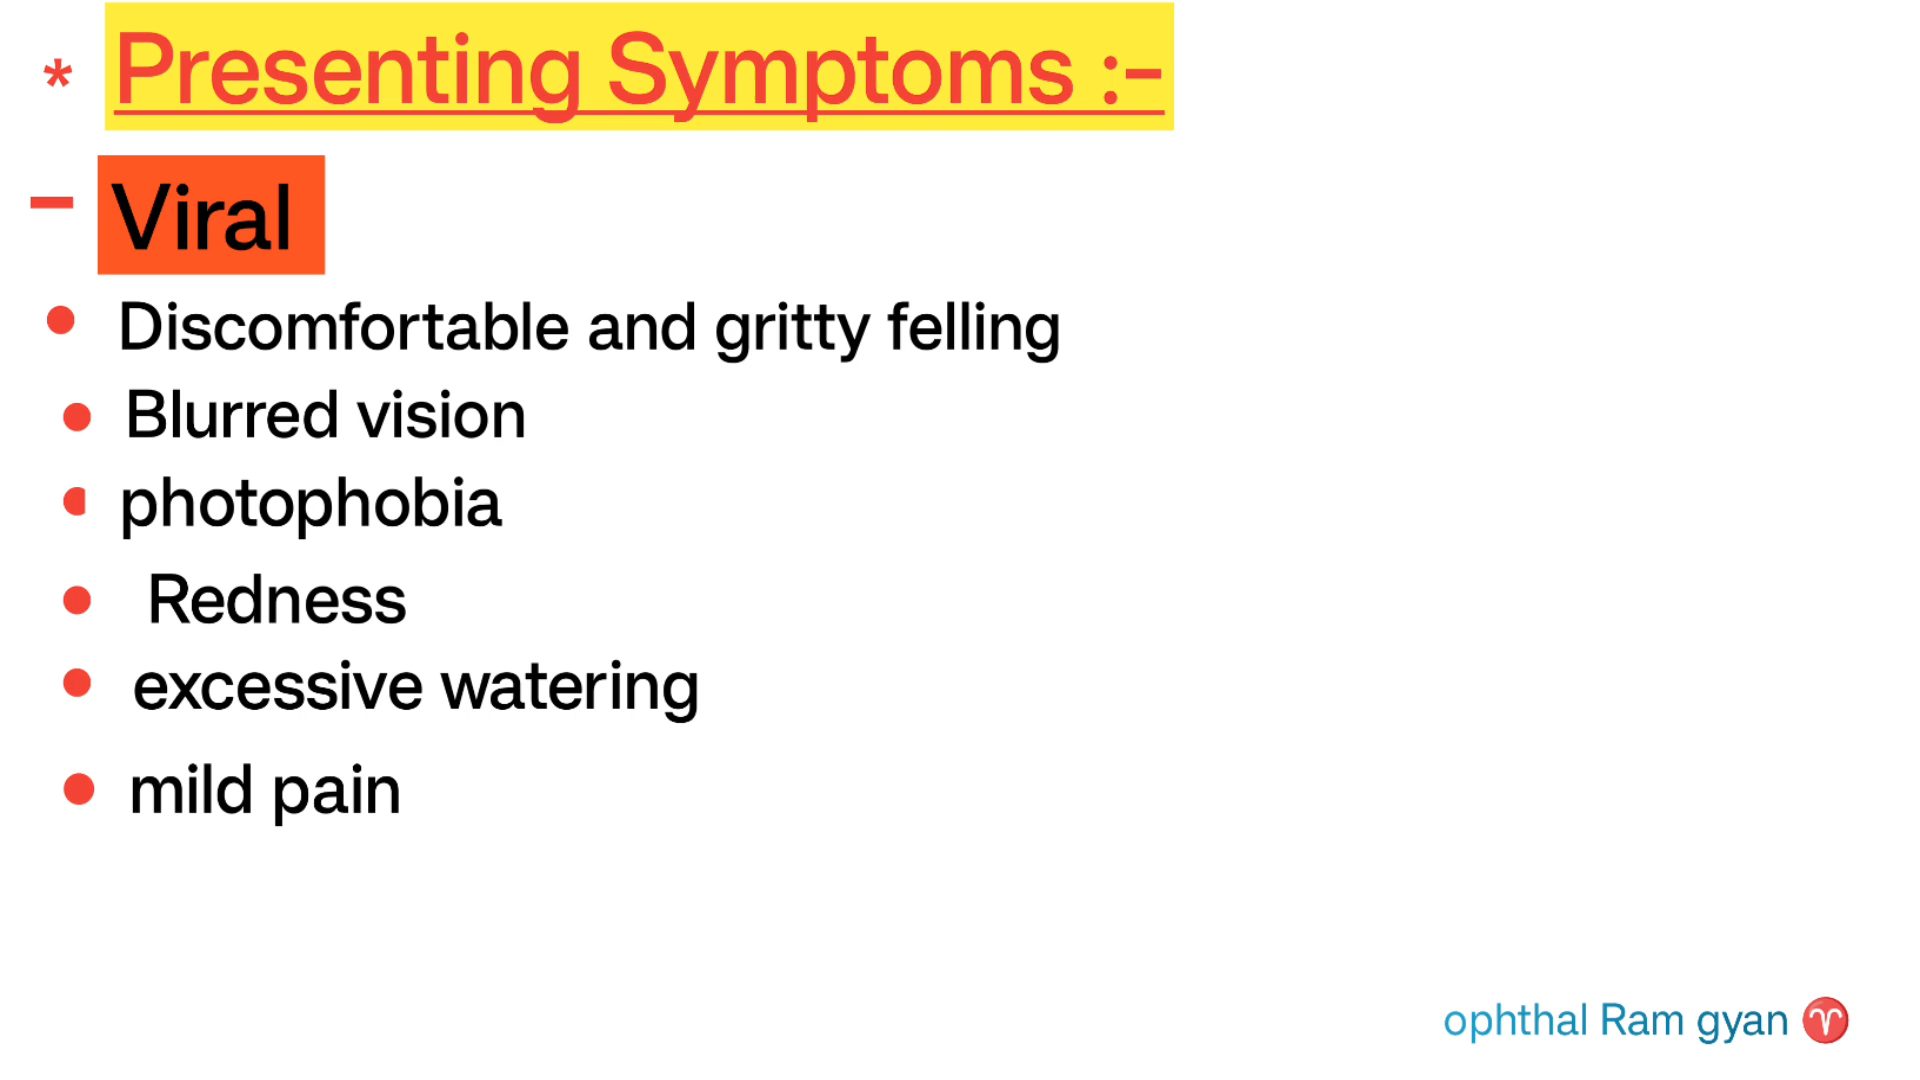 * Presenting Symptoms :-
– Viral
• Discomfortable and gritty felling
• Blurred vision
• photophobia
• Redness
• excessive watering
• mild pain
ophthal Ram gyan ♈